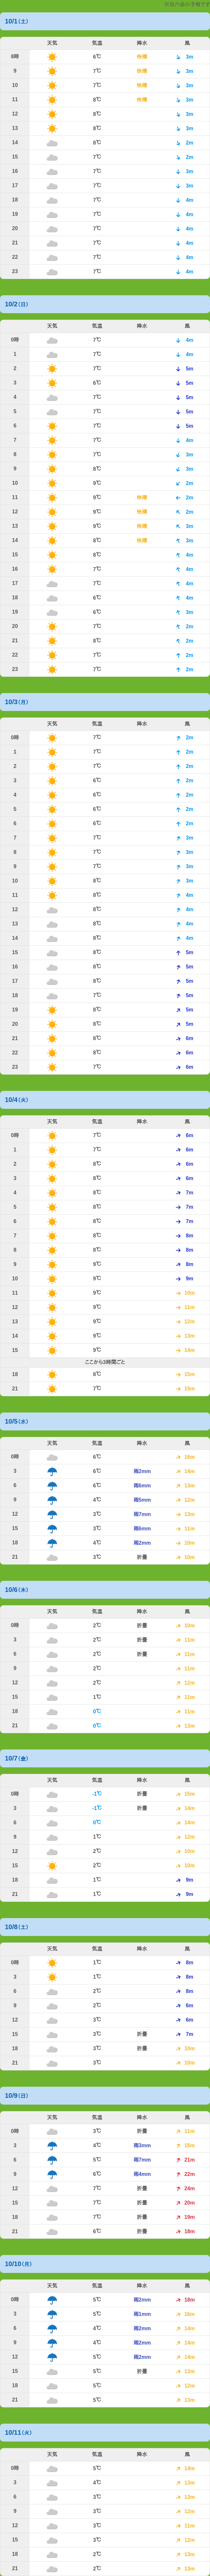 10/1(土)
天気 気温 降水 風
8時 6℃ 快晴 3m
9 7℃ 快晴 3m
10 7℃ 快晴 3m
11 8℃ 快晴 3m
12 8℃ 3m
13 8℃ 3m
14 8℃ 2m
15 7℃ 2m
16 7℃ 3m
17 7℃ 3m
18 7℃ 4m
19 7℃ 4m
20 7℃ 4m
21 7℃ 4m
22 7℃ 4m
23 7℃ 4m
10/2(日)
天気 気温 降水 風
0時 7℃ 4m
1 7℃ 4m
2 7℃ 5m
3 6℃ 5m
4 7℃ 5m
5 7℃ 5m
6 7℃ 5m
7 7℃ 4m
8 7℃ 3m
9 8℃ 3m
10 9℃ 2m
11 9℃ 快晴 2m
12 9℃ 快晴 2m
13 9℃ 快晴 3m
14 8℃ 快晴 3m
15 8℃ 4m
16 7℃ 4m
17 7℃ 4m
18 6℃ 4m
19 6℃ 3m
20 7℃ 2m
21 8℃ 2m
22 7℃ 2m
23 7℃ 2m
10/3(月)
天気 気温 降水 風
0時 7℃ 2m
1 7℃ 2m
2 7℃ 2m
3 6℃ 2m
4 6℃ 2m
5 6℃ 2m
6 7℃ 2m
7 7℃ 3m
8 7℃ 3m
9 7℃ 3m
10 8℃ 3m
11 8℃ 4m
12 8℃ 4m
13 8℃ 4m
14 8℃ 4m
15 8℃ 5m
16 8℃ 5m
17 8℃ 5m
18 7℃ 5m
19 8℃ 5m
20 8℃ 5m
21 8℃ 6m
22 8℃ 6m
23 7℃ 6m
10/4(火)
天気 気温 降水 風
0時 7℃ 6m
1 7℃ 6m
2 8℃ 6m
3 8℃ 6m
4 8℃ 7m
5 8℃ 7m
6 8℃ 7m
7 8℃ 8m
8 8℃ 8m
9 9℃ 8m
10 9℃ 9m
11 9℃ 10m
12 9℃ 11m
13 9℃ 12m
14 9℃ 13m
15 9℃ 14m
ここから3時間ごと
18 8℃ 15m
21 7℃ 15m
10/5(水)
天気 気温 降水 風
0時 6℃ 16m
3 6℃ 雨2mm 14m
6 6℃ 雨6mm 13m
9 4℃ 雨5mm 12m
12 3℃ 雨7mm 13m
15 3℃ 雨8mm 11m
18 4℃ 雨2mm 10m
21 3℃ 折畳 10m
10/6(木)
天気 気温 降水 風
0時 2℃ 折畳 10m
3 2℃ 折畳 11m
6 2℃ 折畳 11m
9 2℃ 11m
12 2℃ 12m
15 1℃ 11m
18 0℃ 11m
21 0℃ 13m
10/7(金)
天気 気温 降水 風
0時 -1℃ 折畳 15m
3 -1℃ 折畳 14m
6 0℃ 14m
9 1℃ 12m
12 2℃ 10m
15 2℃ 10m
18 1℃ 9m
21 1℃ 9m
10/8(土)
天気 気温 降水 風
0時 1℃ 8m
3 1℃ 8m
6 2℃ 8m
9 2℃ 6m
12 3℃ 6m
15 3℃ 折畳 7m
18 3℃ 折畳 10m
21 3℃ 10m
10/9(日)
天気 気温 降水 風
0時 3℃ 折畳 11m
3 4℃ 雨3mm 15m
6 5℃ 雨7mm 21m
9 6℃ 雨4mm 22m
12 7℃ 折畳 24m
15 7℃ 折畳 20m
18 7℃ 折畳 19m
21 6℃ 折畳 18m
10/10(月)
天気 気温 降水 風
0時 5℃ 雨2mm 18m
3 5℃ 雨1mm 16m
6 4℃ 雨2mm 14m
9 4℃ 雨2mm 14m
12 5℃ 雨2mm 14m
15 5℃ 折畳 13m
18 5℃ 12m
21 5℃ 13m
10/11(火)
天気 気温 降水 風
0時 5℃ 14m
3 4℃ 13m
6 3℃ 13m
9 3℃ 12m
12 3℃ 11m
15 3℃ 12m
18 2℃ 13m
21 2℃ 13m